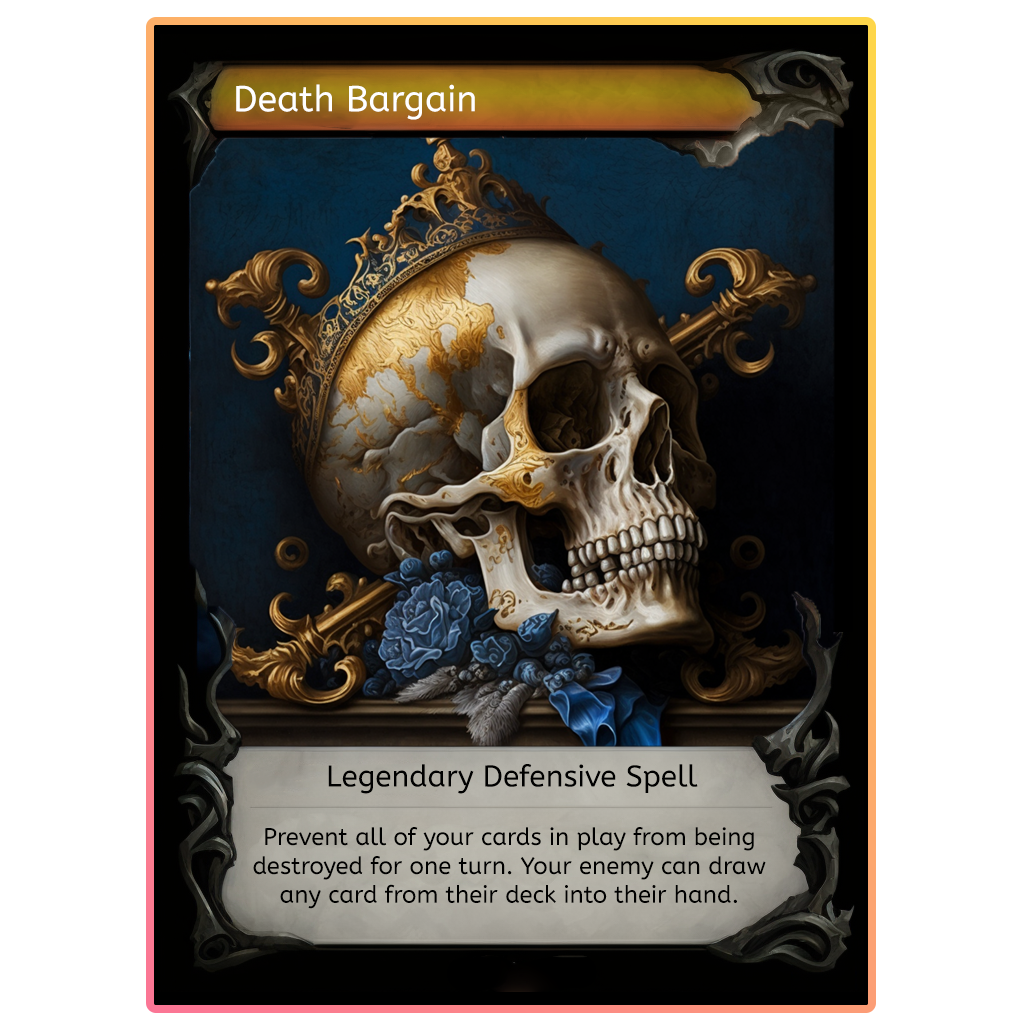 Death Bargain
Legendary Defensive Spell
Prevent all of your cards in play from being
destroyed for one turn. Your enemy can draw
any card from their deck into their hand.